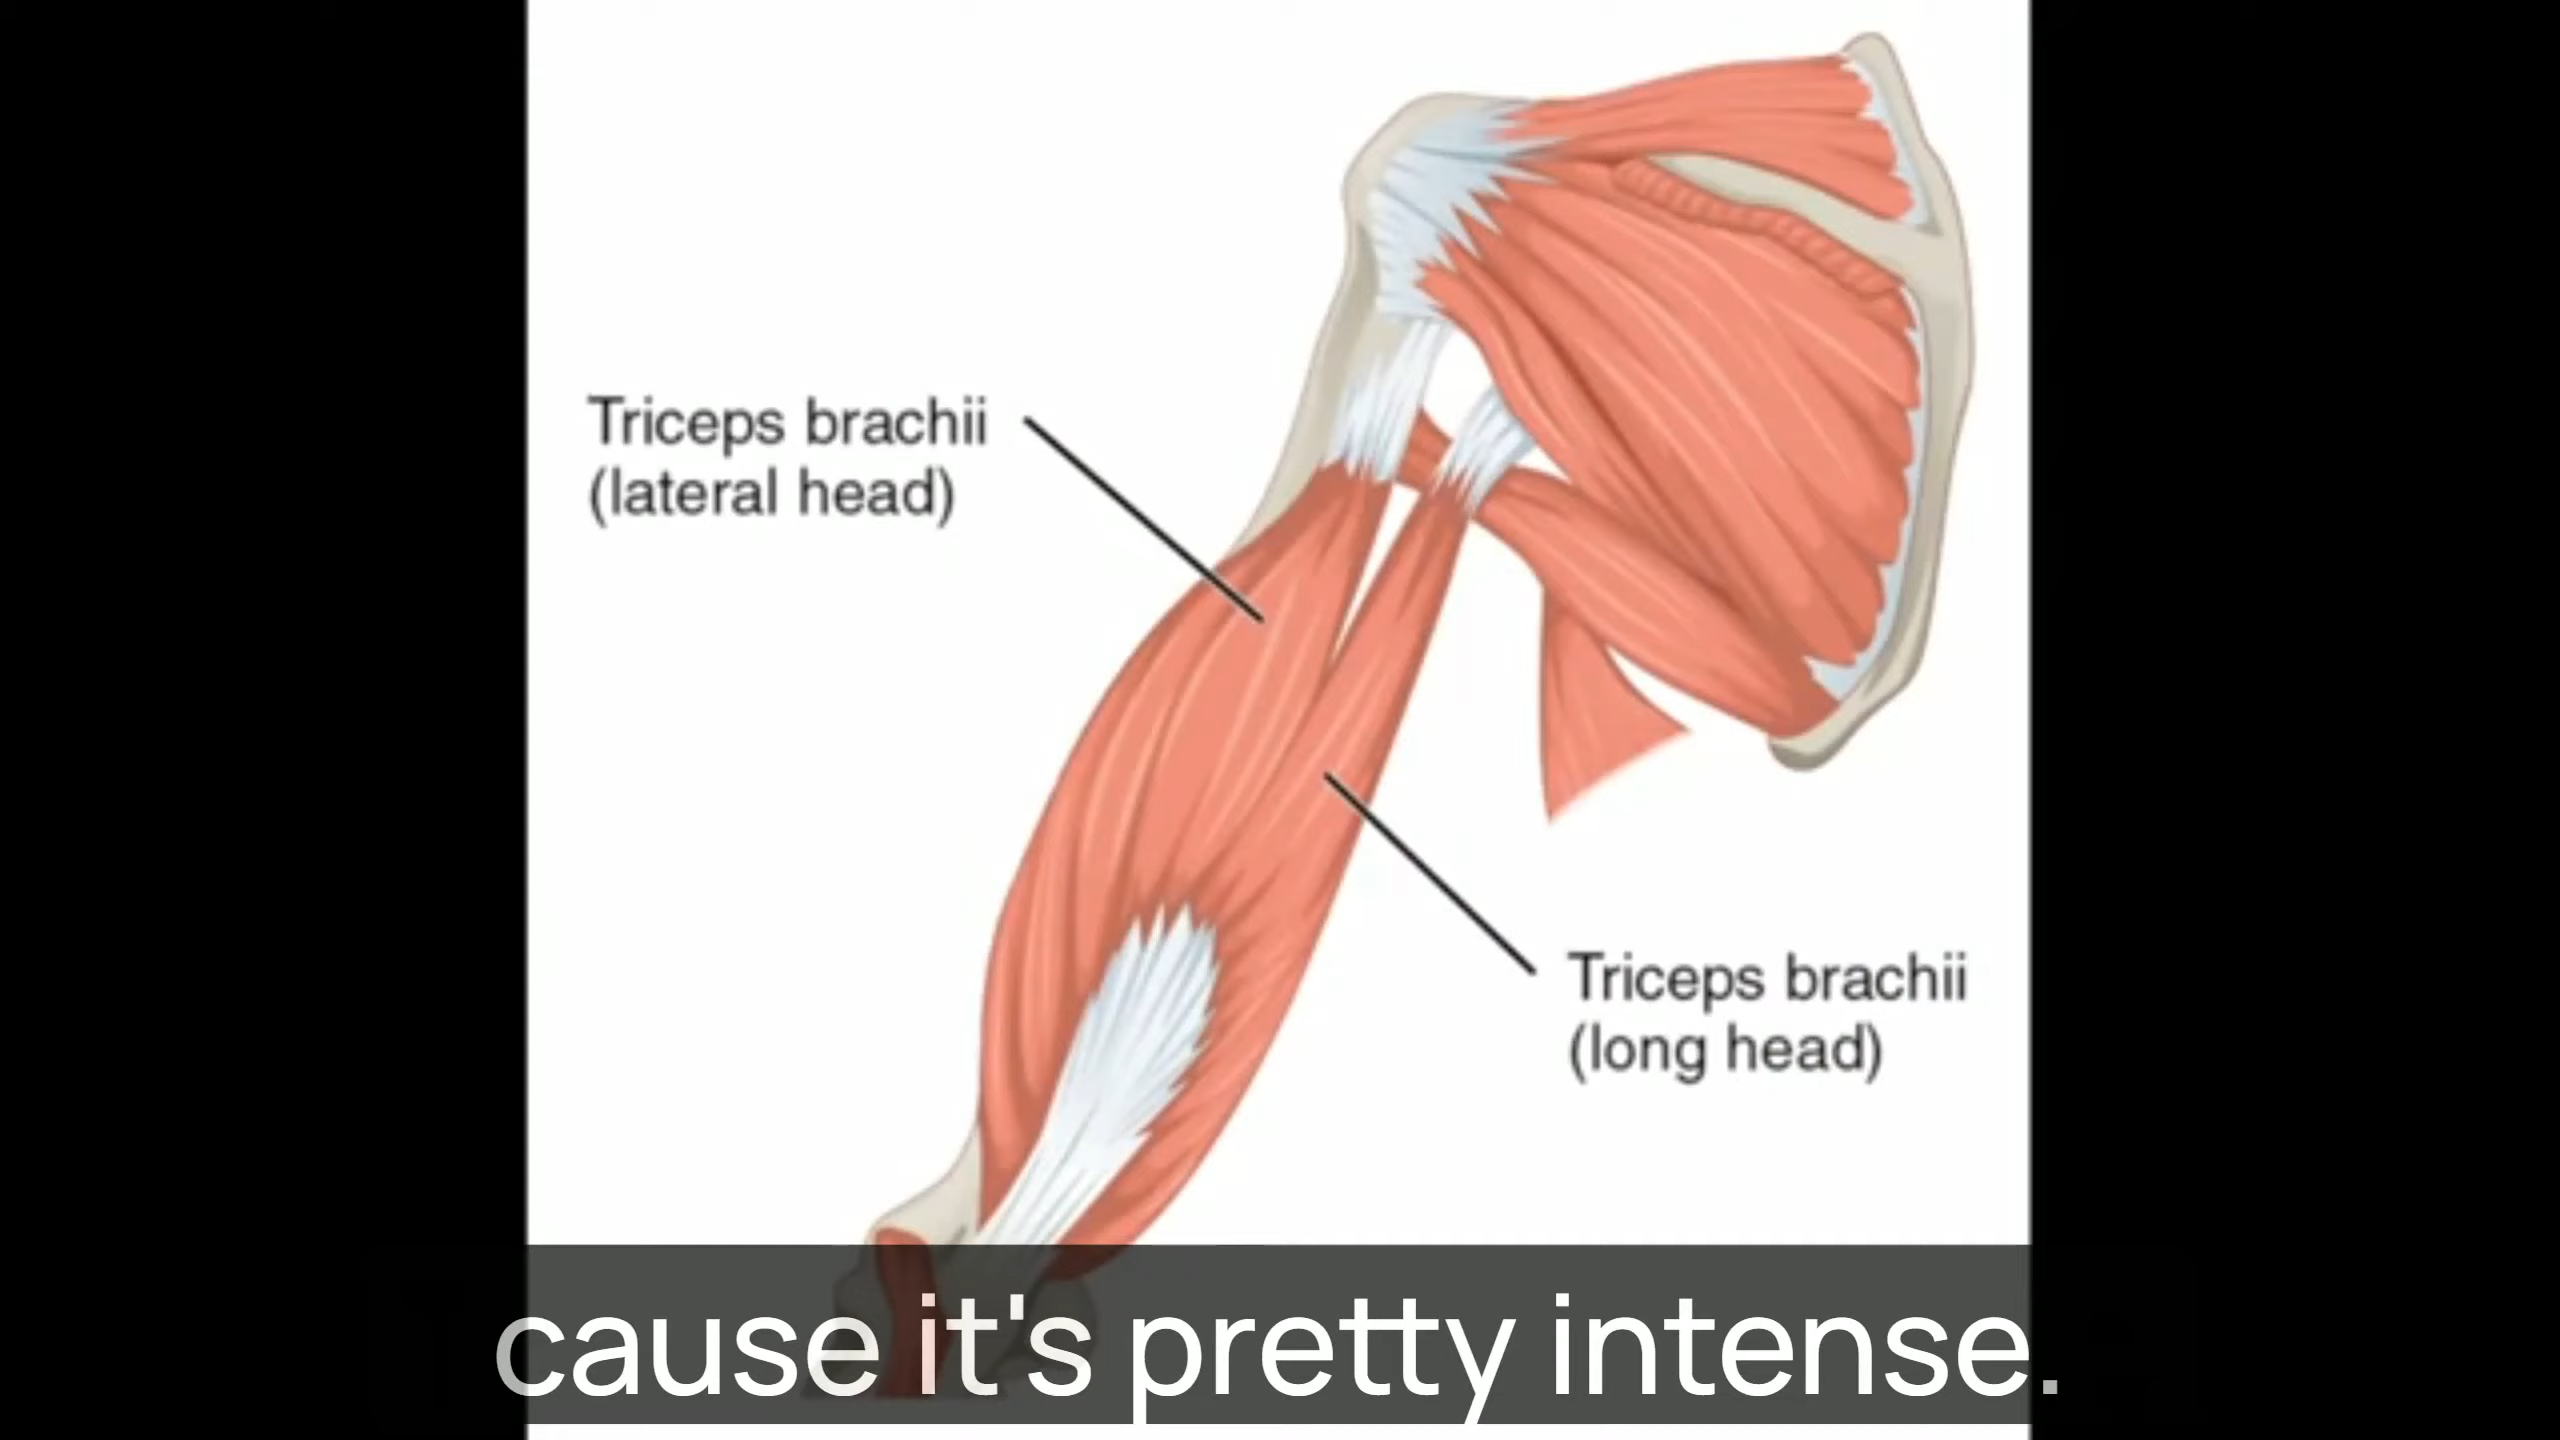 Triceps brachii
(lateral head)
Triceps brachii
(long head)
cause it's pretty intense.